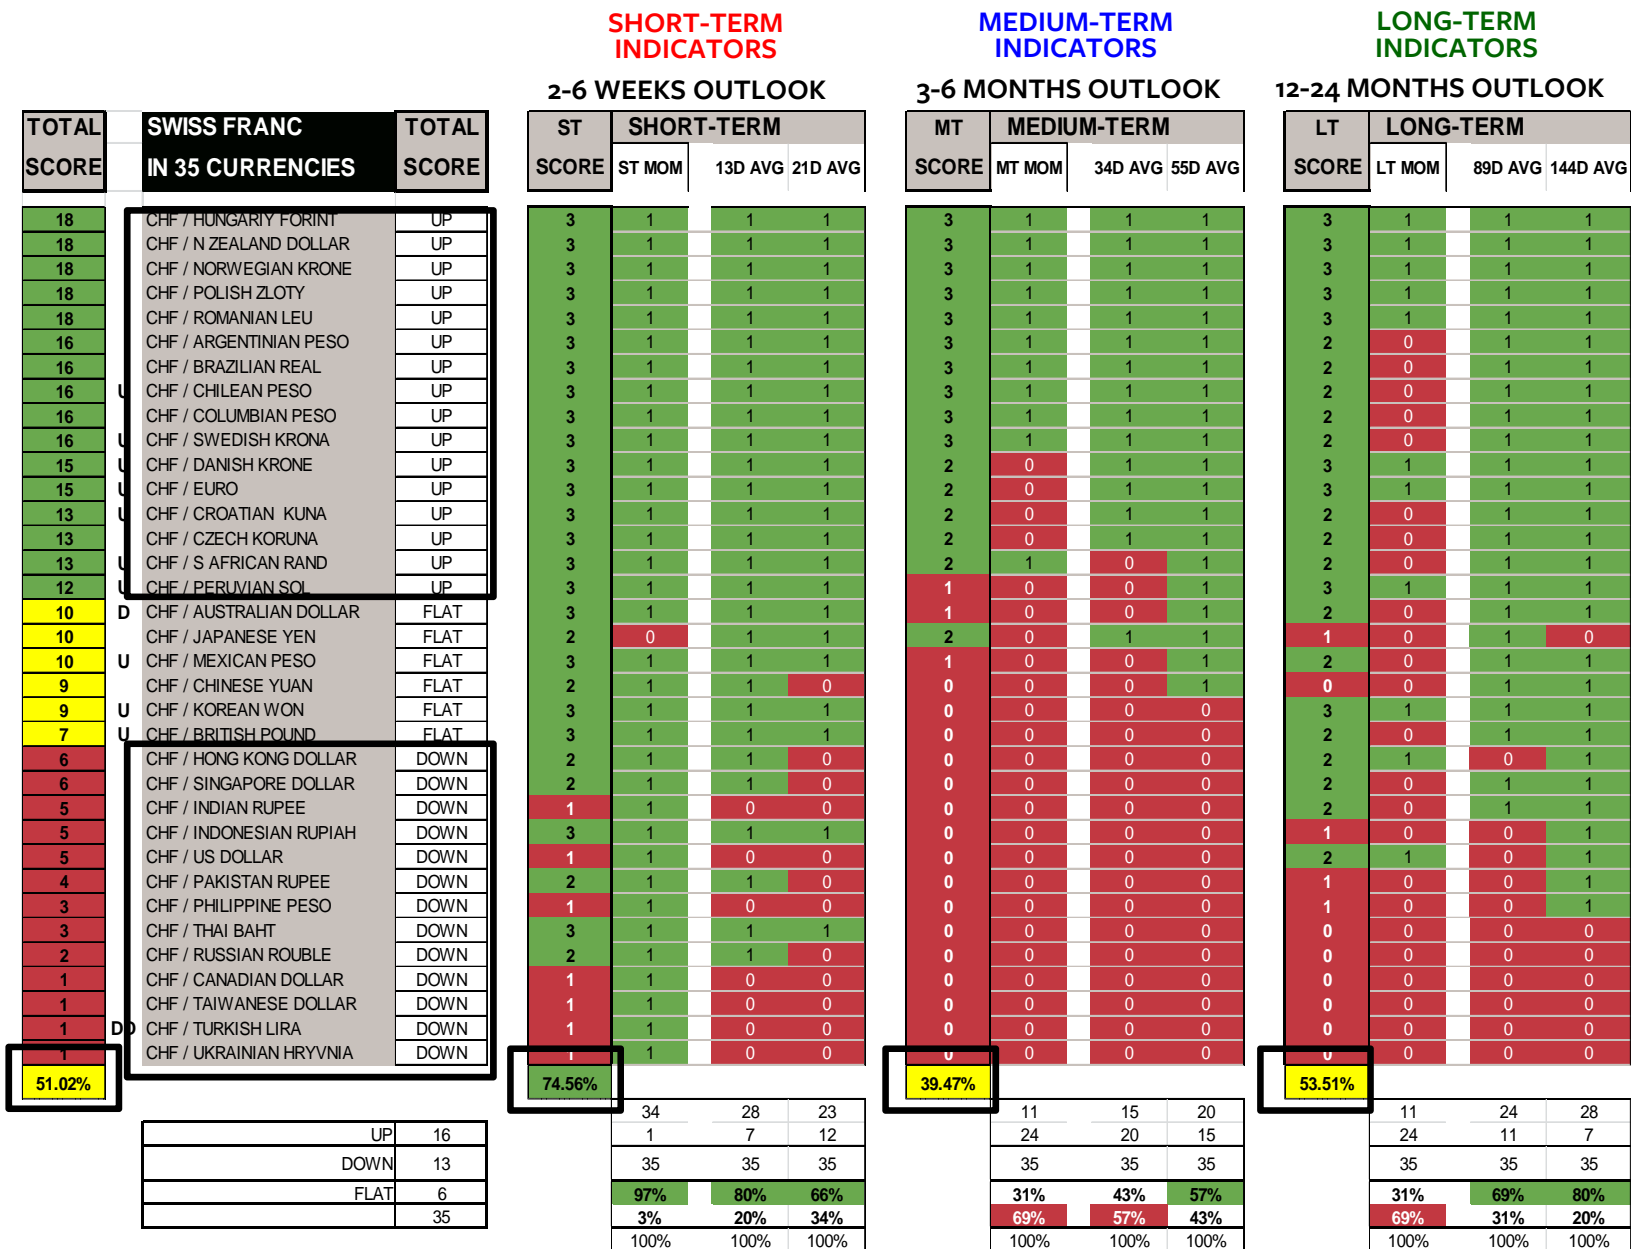 SHORT-TERM INDICATORS
MEDIUM-TERM INDICATORS
LONG-TERM INDICATORS
2-6 WEEKS OUTLOOK
3-6 MONTHS OUTLOOK
12-24 MONTHS OUTLOOK
TOTAL SWISS FRANC TOTAL ST SHORT-TERM MT MEDIUM-TERM LT LONG-TERM
SCORE IN 35 CURRENCIES SCORE SCORE ST MOM 13D AVG 21D AVG SCORE MT MOM 34D AVG 55D AVG SCORE LT MOM 89D AVG 144D AVG
18 CHF / HUNGARIY FORINT UP 3 1 1 1 3 1 1 1 3 1 1 1
18 CHF / N ZEALAND DOLLAR UP 3 1 1 1 3 1 1 1 3 1 1 1
18 CHF / NORWEGIAN KRONE UP 3 1 1 1 3 1 1 1 3 1 1 1
18 CHF / POLISH ZLOTY UP 3 1 1 1 3 1 1 1 3 1 1 1
18 CHF / ROMANIAN LEU UP 3 1 1 1 3 1 1 1 3 1 1 1
16 CHF / ARGENTINIAN PESO UP 3 1 1 1 3 1 1 1 2 0 1 1
16 CHF / BRAZILIAN REAL UP 3 1 1 1 3 1 1 1 2 0 1 1
16 U CHF / CHILEAN PESO UP 3 1 1 1 3 1 1 1 2 0 1 1
16 CHF / COLUMBIAN PESO UP 3 1 1 1 3 1 1 1 2 0 1 1
16 U CHF / SWEDISH KRONA UP 3 1 1 1 3 1 1 1 2 0 1 1
15 U CHF / DANISH KRONE UP 3 1 1 1 2 0 1 1 3 1 1 1
15 U CHF / EURO UP 3 1 1 1 2 0 1 1 3 1 1 1
13 U CHF / CROATIAN KUNA UP 3 1 1 1 2 0 1 1 2 0 1 1
13 CHF / CZECH KORUNA UP 3 1 1 1 2 0 1 1 2 0 1 1
13 U CHF / S AFRICAN RAND UP 3 1 1 1 2 1 0 1 2 0 1 1
12 U CHF / PERUVIAN SOL UP 3 1 1 1 1 0 0 1 3 1 1 1
10 D CHF / AUSTRALIAN DOLLAR FLAT 3 1 1 1 1 0 0 1 2 0 1 1
10 CHF / JAPANESE YEN FLAT 2 0 1 1 2 0 1 1 1 0 1 0
10 U CHF / MEXICAN PESO FLAT 3 1 1 1 1 0 0 1 2 0 1 1
9 CHF / CHINESE YUAN FLAT 2 1 1 0 0 0 0 1 0 0 1 1
9 U CHF / KOREAN WON FLAT 3 1 1 1 0 0 0 0 3 1 1 1
7 U CHF / BRITISH POUND FLAT 3 1 1 1 0 0 0 0 2 0 1 1
6 CHF / HONG KONG DOLLAR DOWN 2 1 1 0 0 0 0 0 2 1 0 1
6 CHF / SINGAPORE DOLLAR DOWN 2 1 1 0 0 0 0 0 2 0 1 1
5 CHF / INDIAN RUPEE DOWN 1 1 0 0 0 0 0 0 2 0 1 1
5 CHF / INDONESIAN RUPIAH DOWN 3 1 1 1 0 0 0 0 1 0 0 1
5 CHF / US DOLLAR DOWN 1 1 0 0 0 0 0 0 2 1 0 1
4 CHF / PAKISTAN RUPEE DOWN 2 1 1 0 0 0 0 0 1 0 0 1
3 CHF / PHILIPPINE PESO DOWN 1 1 0 0 0 0 0 0 1 0 0 1
3 CHF / THAI BAHT DOWN 3 1 1 1 0 0 0 0 0 0 0 0
2 CHF / RUSSIAN ROUBLE DOWN 2 1 1 0 0 0 0 0 0 0 0 0
1 CHF / CANADIAN DOLLAR DOWN 1 1 0 0 0 0 0 0 0 0 0 0
1 CHF / TAIWANESE DOLLAR DOWN 1 1 0 0 0 0 0 0 0 0 0 0
1 DD CHF / TURKISH LIRA DOWN 1 1 0 0 0 0 0 0 0 0 0 0
1 CHF / UKRAINIAN HRYVNIA DOWN 1 1 0 0 0 0 0 0 0 0 0 0
51.02% 74.56% 39.47% 53.51%
34 28 23 11 15 20 11 24 28
UP 16 1 7 12 24 20 15 24 11 7
DOWN 13 35 35 35 35 35 35 35 35 35
FLAT 6 97% 80% 66% 31% 43% 57% 31% 69% 80%
35 3% 20% 34% 69% 57% 43% 69% 31% 20%
100% 100% 100% 100% 100% 100% 100% 100% 100%